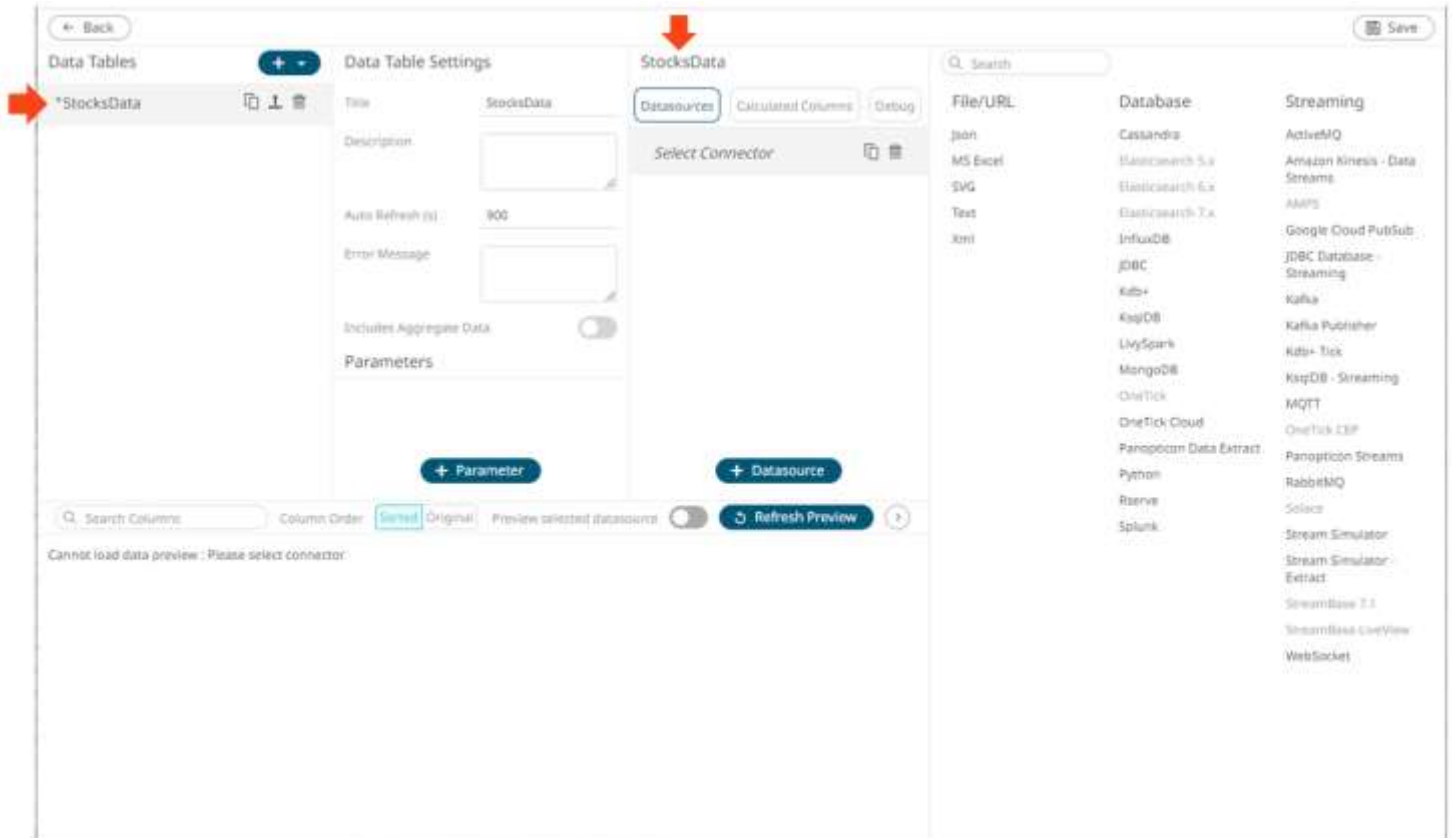 ← Back
Save
Data Tables
*StocksData
Data Table Settings
Title StocksData
Description
Auto Refresh (s) 900
Error Message
Includes Aggregate Data
Parameters
+ Parameter
StocksData
Datasources Calculated Columns Debug
Select Connector
+ Datasource
Search
File/URL
Json
MS Excel
SVG
Text
Xml
Database
Cassandra
Elasticsearch 5.x
Elasticsearch 6.x
Elasticsearch 7.x
InfluxDB
JDBC
Kdb+
KsqlDB
LivySpark
MongoDB
OneTick
OneTick Cloud
Panopticon Data Extract
Python
Rserve
Splunk
Streaming
ActiveMQ
Amazon Kinesis - Data
Streams
AMPS
Google Cloud PubSub
JDBC Database -
Streaming
Kafka
Kafka Publisher
Kdb+ Tick
KsqlDB - Streaming
MQTT
OneTick CEP
Panopticon Streams
RabbitMQ
Solace
Stream Simulator
Stream Simulator -
Extract
StreamBase 7.1
StreamBase LiveView
WebSocket
Search Columns Column Order Sorted Original Preview selected datasource Refresh Preview
Cannot load data preview : Please select connector